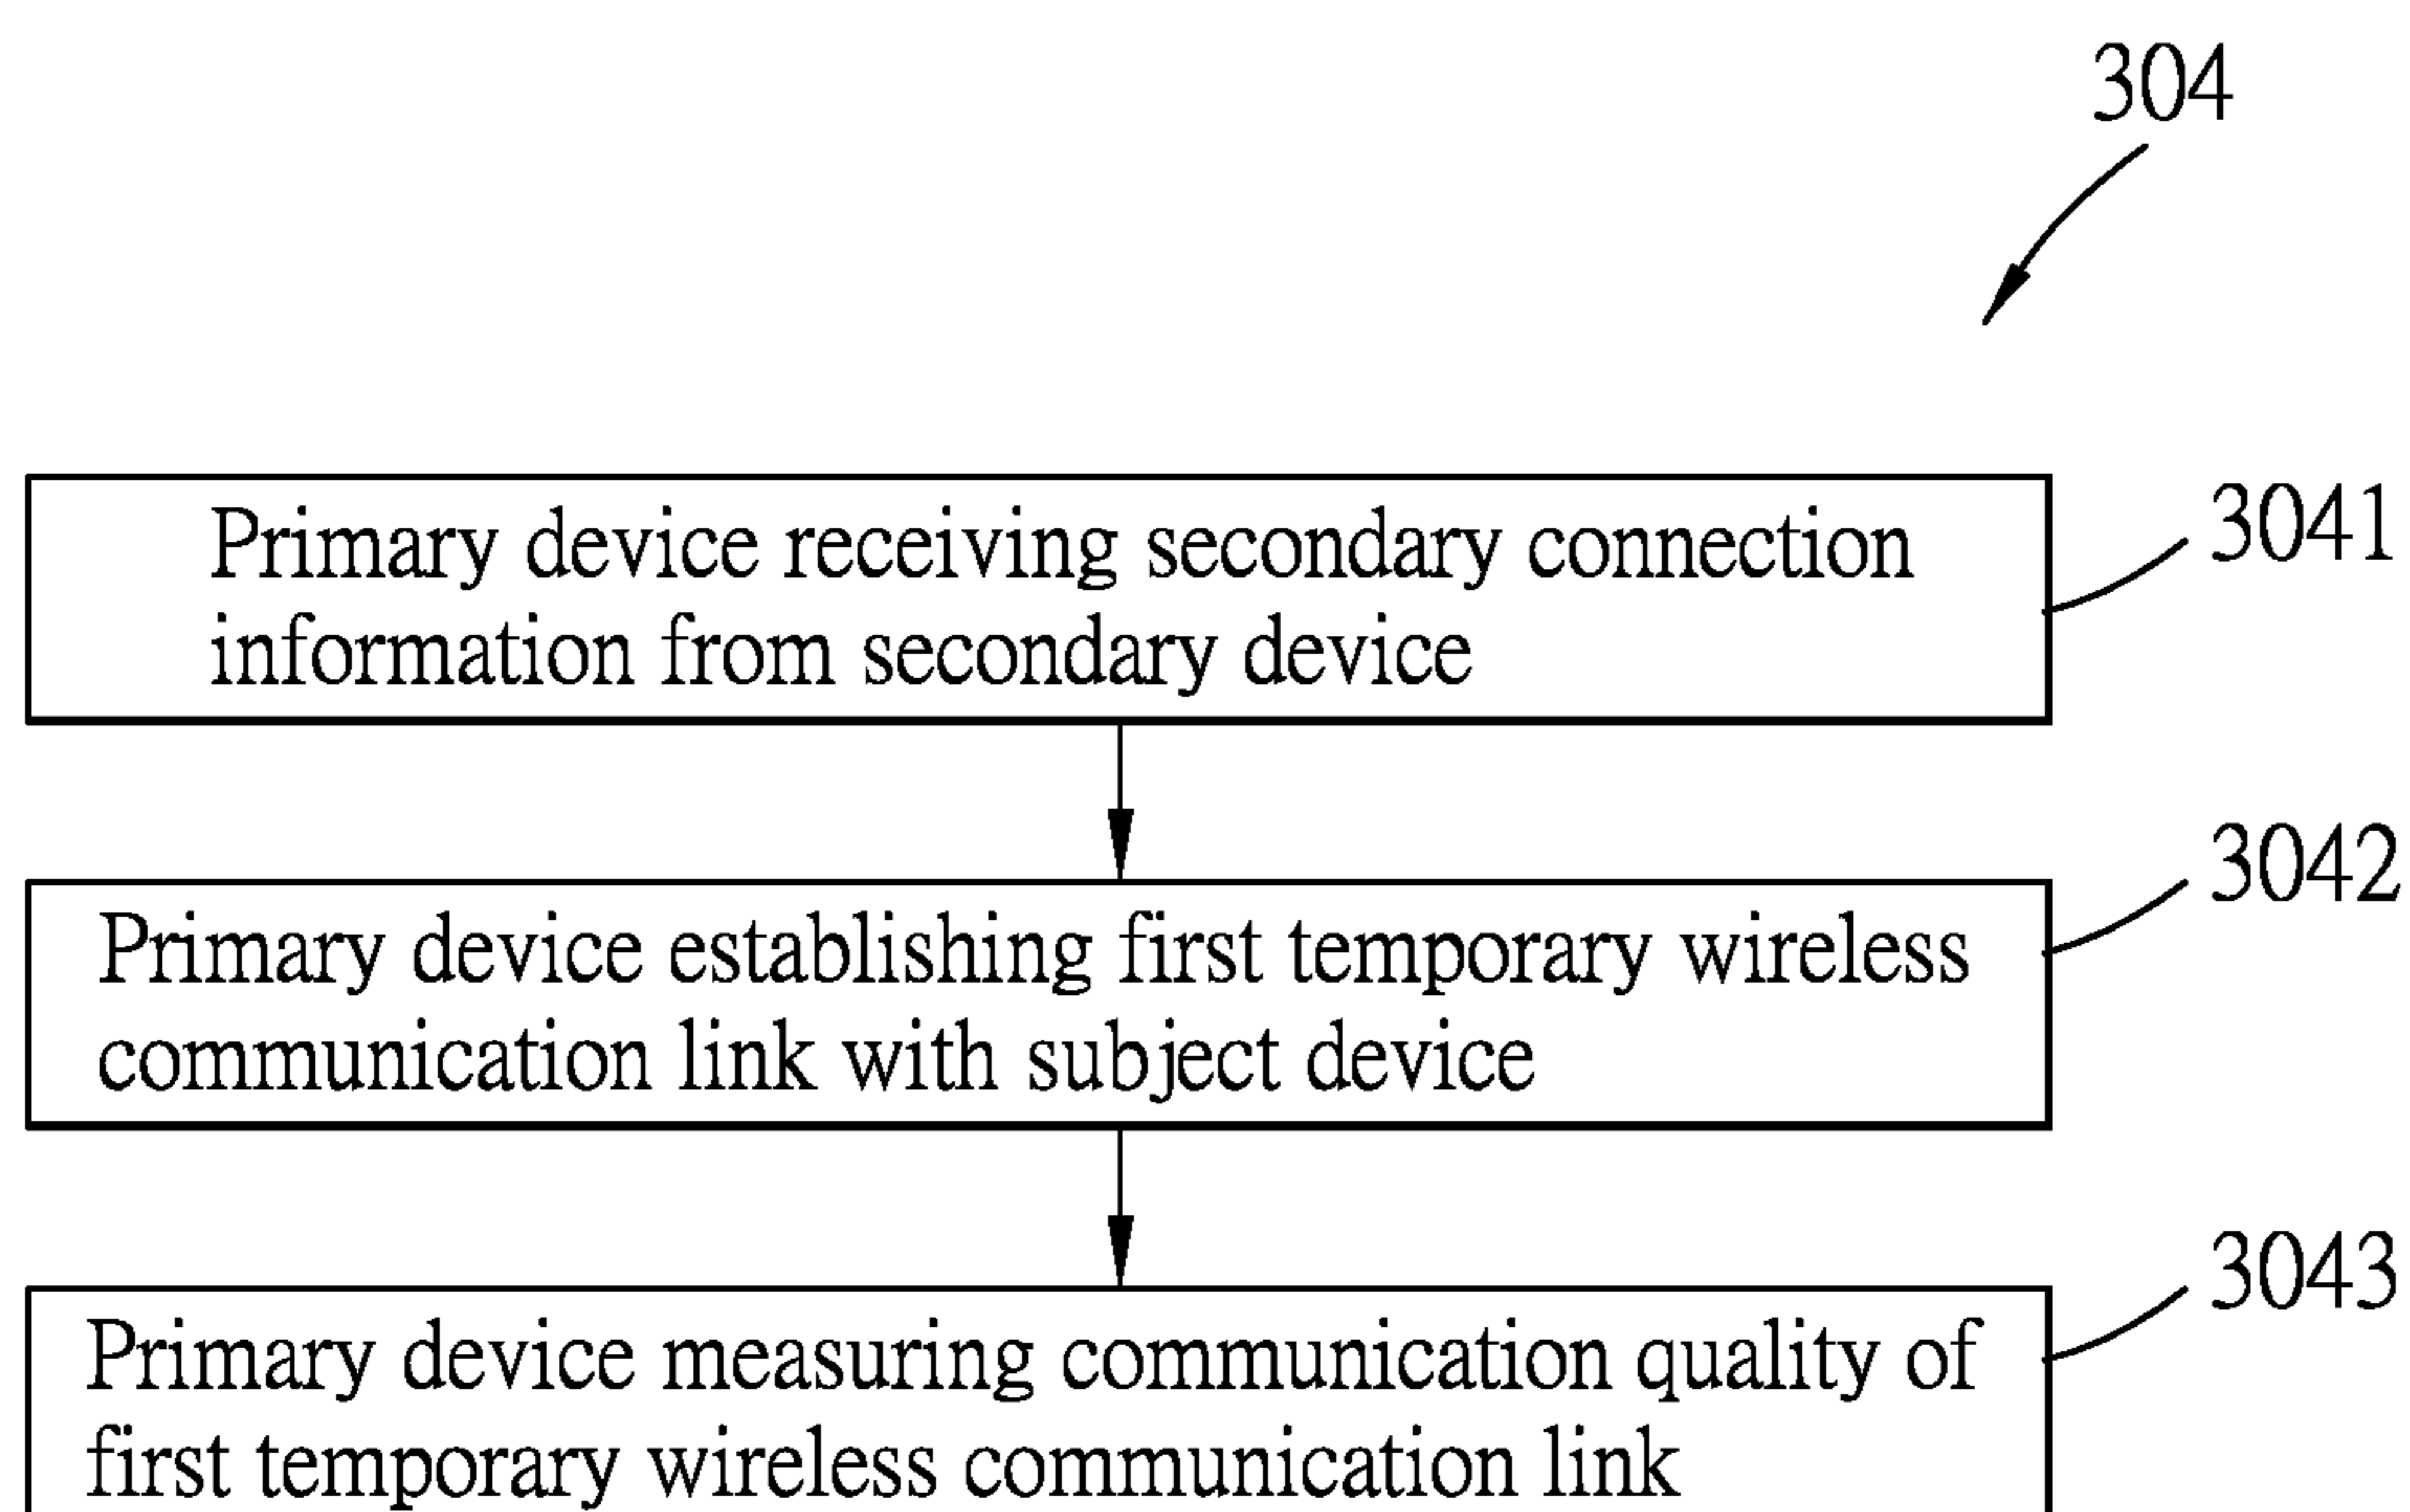 304
Primary device receiving secondary connection
information from secondary device
3041
Primary device establishing first temporary wireless
communication link with subject device
3042
Primary device measuring communication quality of
first temporary wireless communication link
3043